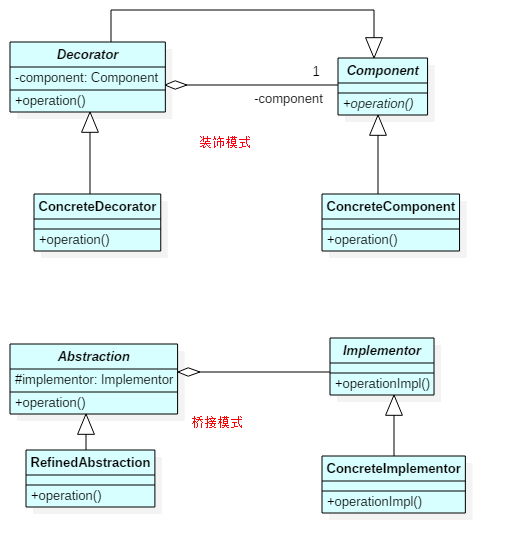 Decorator
-component: Component
+operation()
1
-component
Component
+operation()
装饰模式
ConcreteDecorator
+operation()
ConcreteComponent
+operation()
Abstraction
#implementor: Implementor
+operation()
Implementor
+operationImpl()
桥接模式
RefinedAbstraction
+operation()
ConcreteImplementor
+operationImpl()